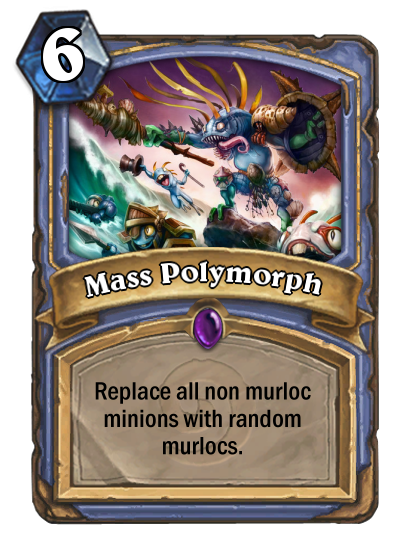 6
Mass Polymorph
Replace all non murloc
minions with random
murlocs.